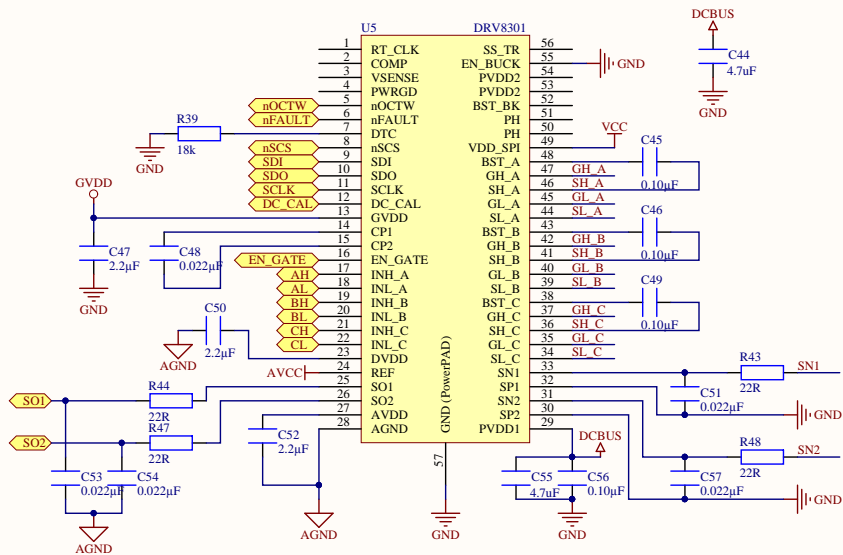 U5 DRV8301
1 RT_CLK SS_TR 56
2 COMP EN_BUCK 55 GND
3 VSENSE PVDD2 54
4 PWRGD PVDD2 53
nOCTW 5 nOCTW BST_BK 52
nFAULT 6 nFAULT PH 51
7 DTC PH 50
nSCS 8 nSCS VDD_SPI 49 VCC
SDI 9 SDI BST_A 48
SDO 10 SDO GH_A 47 GH_A
SCLK 11 SCLK SH_A 46 SH_A
DC_CAL 12 DC_CAL GL_A 45 GL_A
13 GVDD SL_A 44 SL_A
14 CP1 BST_B 43
15 CP2 GH_B 42 GH_B
EN_GATE 16 EN_GATE SH_B 41 SH_B
AH 17 INH_A GL_B 40 GL_B
AL 18 INL_A SL_B 39 SL_B
BH 19 INH_B BST_C 38
BL 20 INL_B GH_C 37 GH_C
CH 21 INH_C SH_C 36 SH_C
CL 22 INL_C GL_C 35 GL_C
23 DVDD SL_C 34 SL_C
AVCC 24 REF SN1 33
25 SO1 SP1 32
26 SO2 SN2 31
27 AVDD SP2 30
28 AGND PVDD1 29
GND (PowerPAD)
57
GND
DCBUS
C44
4.7uF
GND
R39
18k
GND
GVDD
C47
2.2μF
GND
C48
0.022μF
C50
2.2μF
AGND
SO1
R44
22R
SO2
R47
22R
C53
0.022μF
C54
0.022μF
AGND
C52
2.2μF
AGND
C45
0.10μF
C46
0.10μF
C49
0.10μF
R43
22R
SN1
C51
0.022μF
GND
DCBUS
C55
4.7uF
C56
0.10μF
GND
R48
22R
SN2
C57
0.022μF
GND